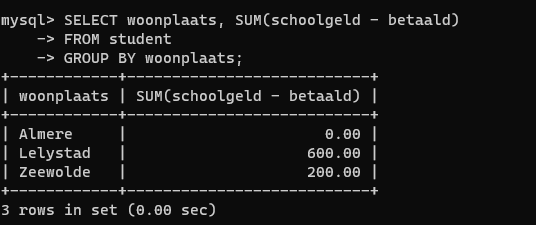 mysql> SELECT woonplaats, SUM(schoolgeld - betaald)
    -> FROM student
    -> GROUP BY woonplaats;
+------------+---------------------------+
| woonplaats | SUM(schoolgeld - betaald) |
+------------+---------------------------+
| Almere     |                      0.00 |
| Lelystad   |                    600.00 |
| Zeewolde   |                    200.00 |
+------------+---------------------------+
3 rows in set (0.00 sec)